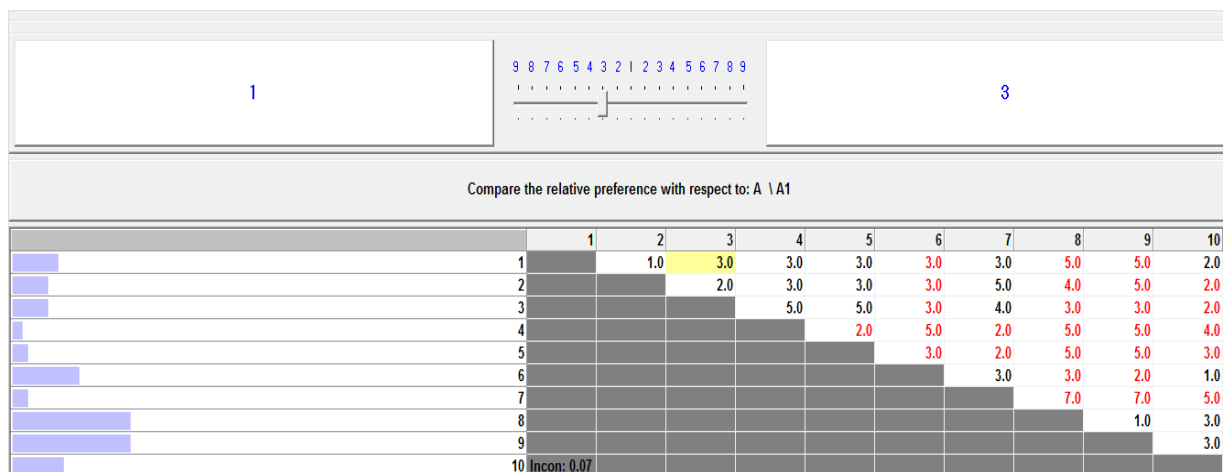 9 8 7 6 5 4 3 2 1 2 3 4 5 6 7 8 9
1 3
Compare the relative preference with respect to: A \ A1
1 2 3 4 5 6 7 8 9 10
1 1.0 3.0 3.0 3.0 3.0 3.0 5.0 5.0 2.0
2 2.0 3.0 3.0 3.0 5.0 4.0 5.0 2.0
3 5.0 5.0 3.0 4.0 3.0 3.0 2.0
4 2.0 5.0 2.0 5.0 5.0 4.0
5 3.0 2.0 5.0 5.0 3.0
6 3.0 3.0 2.0 1.0
7 7.0 7.0 5.0
8 1.0 3.0
9 3.0
10 Incon: 0.07